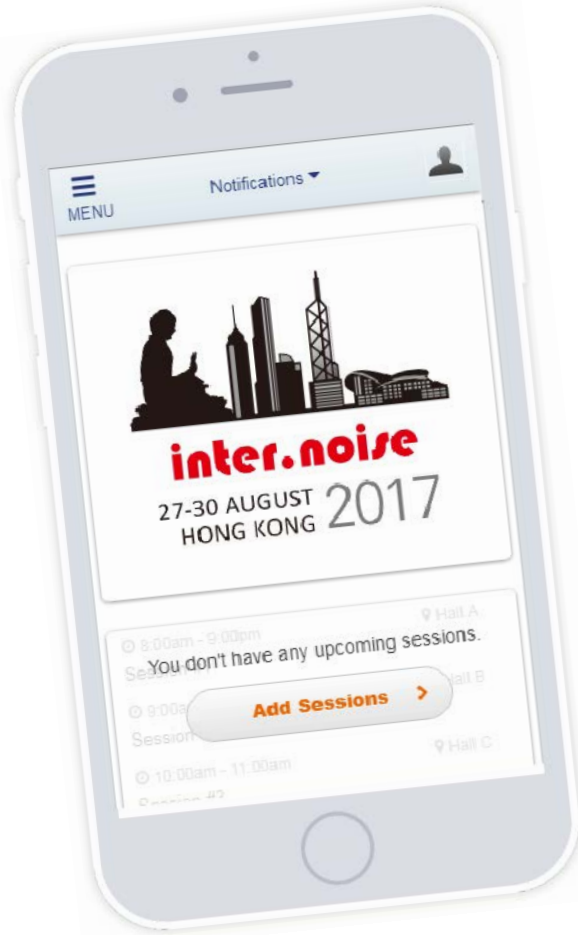 MENU
Notifications
inter.noise
27-30 AUGUST
HONG KONG
2017
8:00am - 9:00pm
Hall A
You don't have any upcoming sessions.
Hall B
Add Sessions
Session
10:00am - 11:00am
Hall C